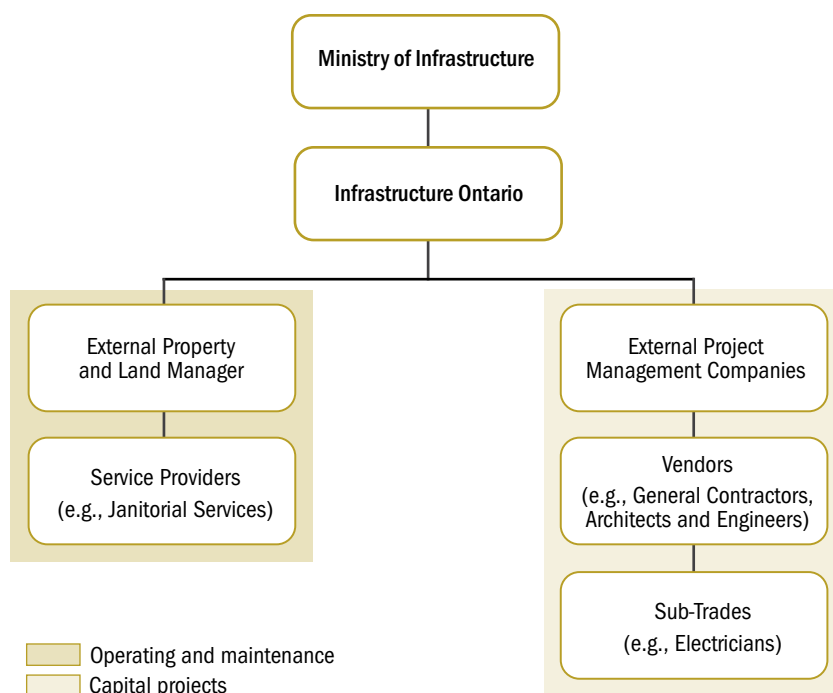 Ministry of Infrastructure
Infrastructure Ontario
External Property
and Land Manager
Service Providers
(e.g., Janitorial Services)
External Project
Management Companies
Vendors
(e.g., General Contractors,
Architects and Engineers)
Sub-Trades
(e.g., Electricians)
Operating and maintenance
Capital projects